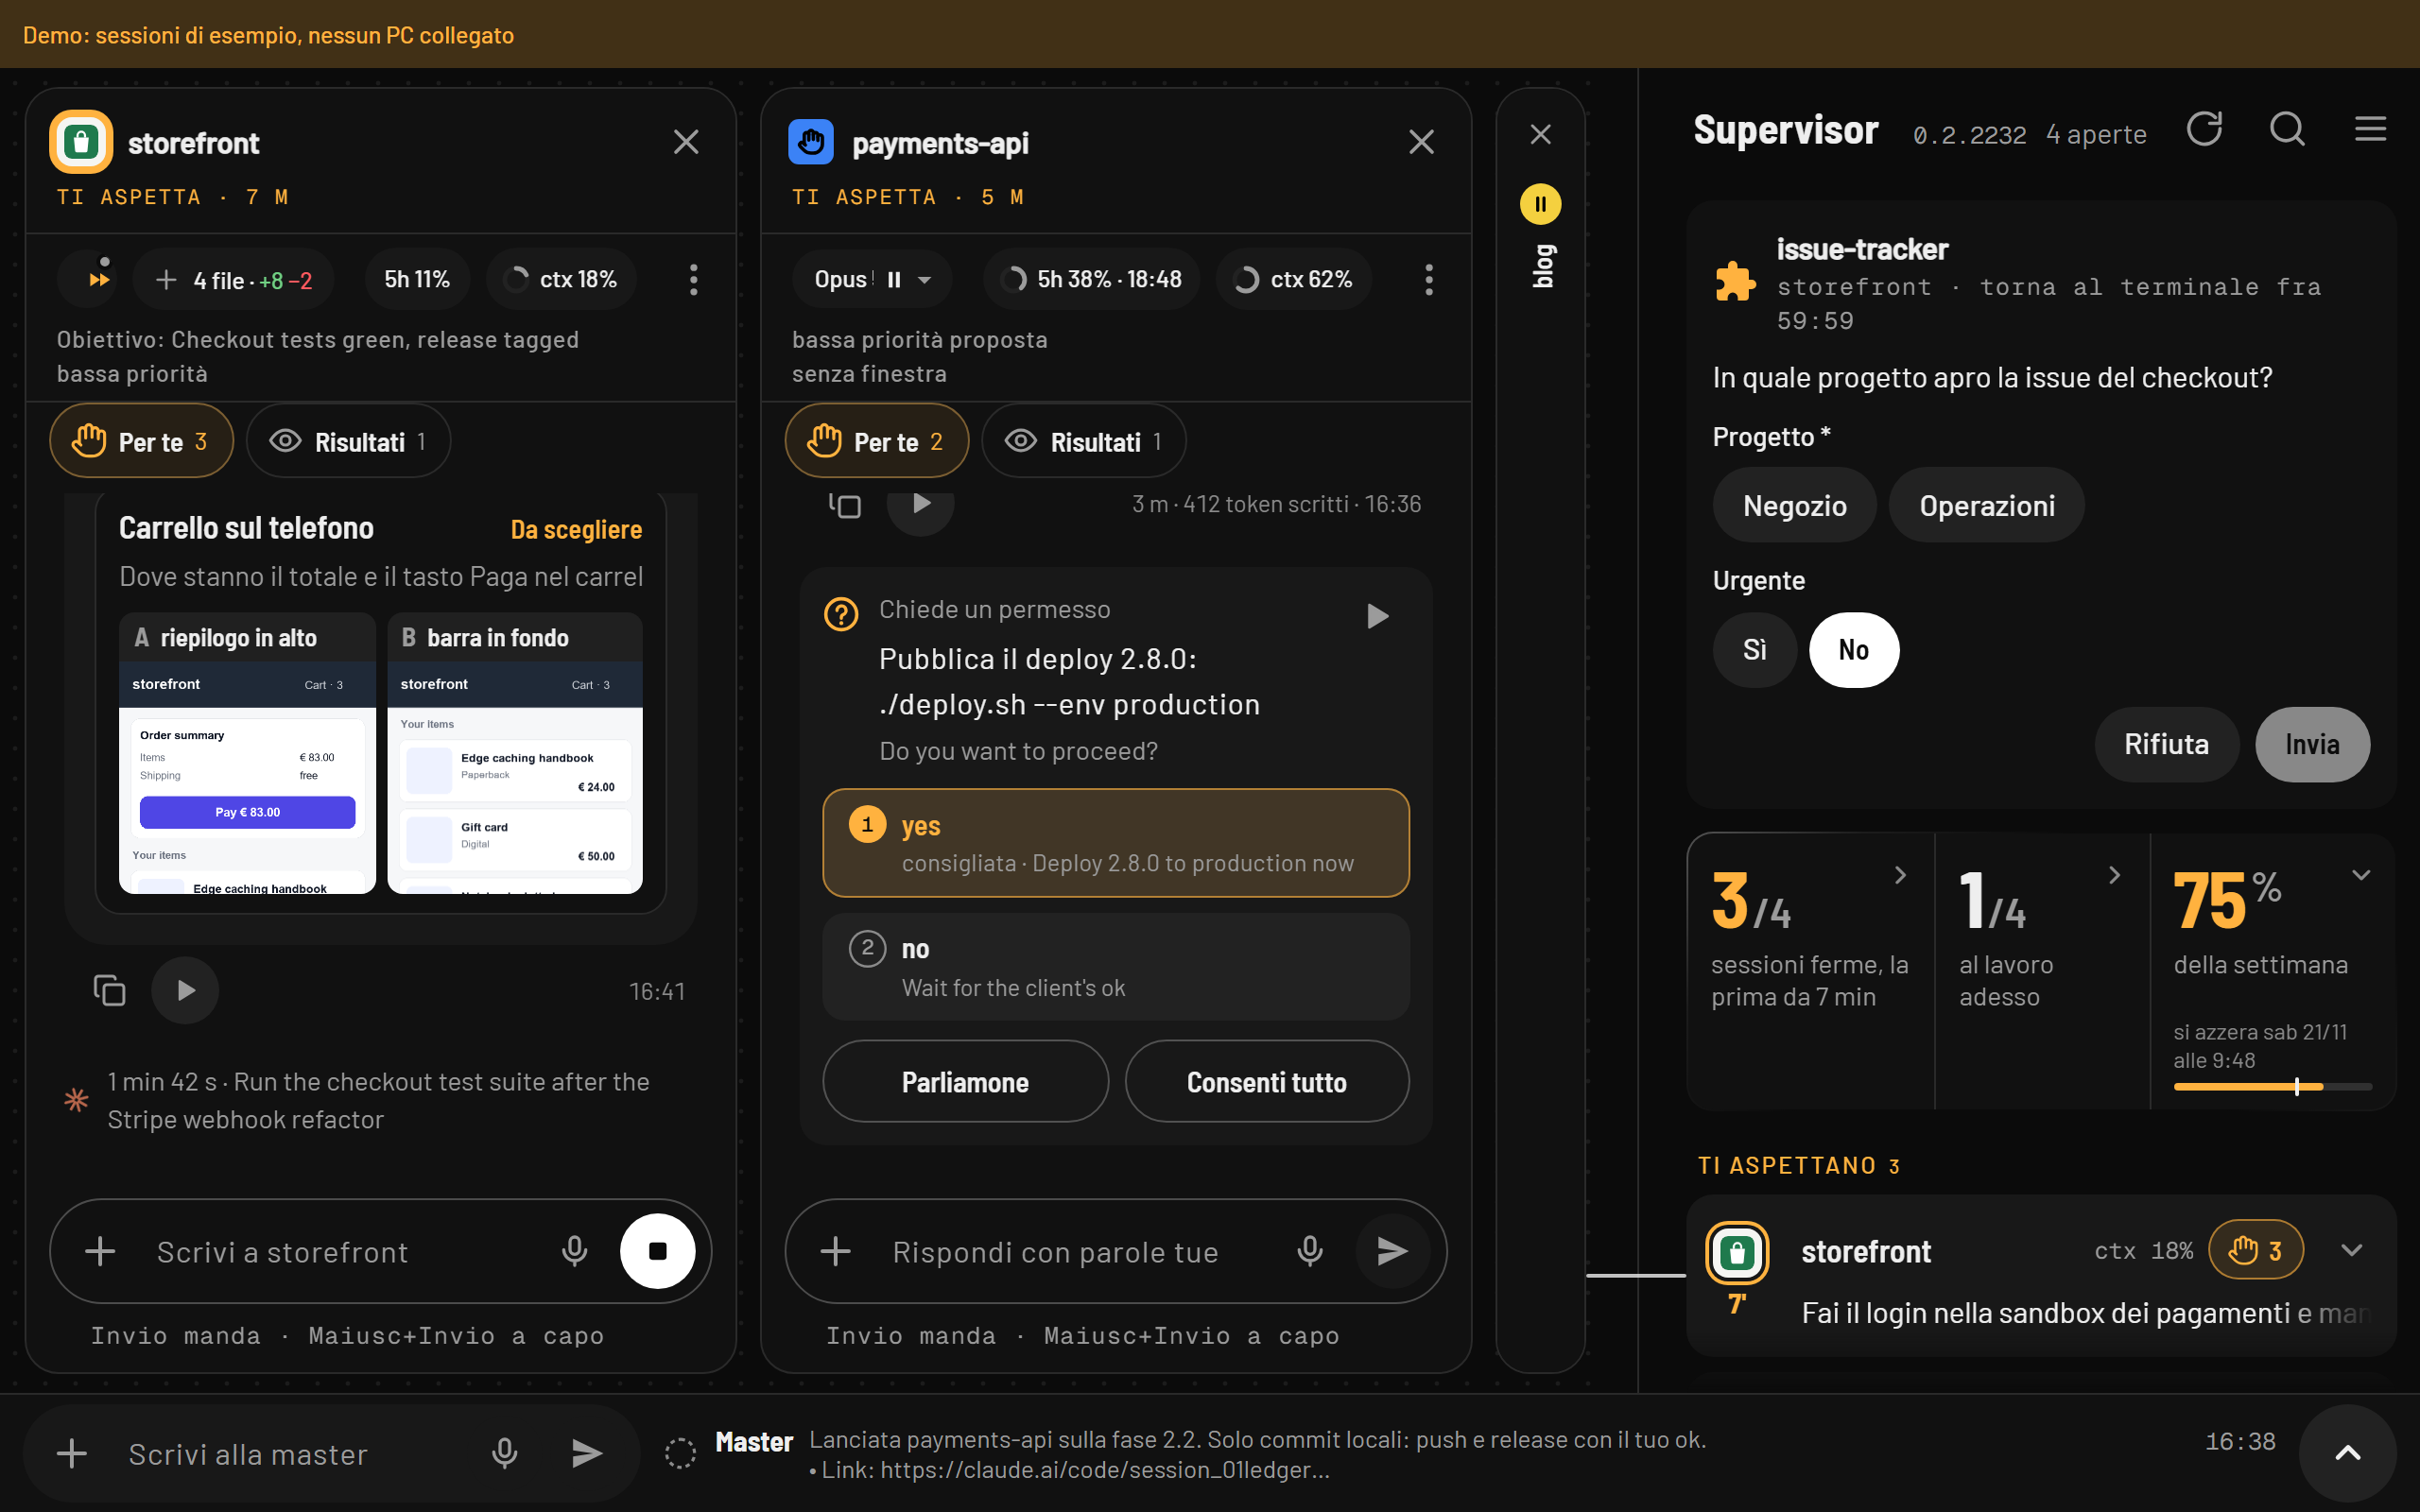 Demo: sessioni di esempio, nessun PC collegato
storefront
TI ASPETTA · 7 M
4 file · +8 −2
5h 11%
ctx 18%
Obiettivo: Checkout tests green, release tagged
bassa priorità
Per te 3
Risultati 1
Carrello sul telefono
Da scegliere
Dove stanno il totale e il tasto Paga nel carrel
A riepilogo in alto
storefront
Cart · 3
Order summary
Items € 83.00
Shipping free
Pay € 83.00
Your items
Edge caching handbook
B barra in fondo
storefront
Cart · 3
Your items
Edge caching handbook
Paperback
€ 24.00
Gift card
Digital
€ 50.00
16:41
1 min 42 s · Run the checkout test suite after the
Stripe webhook refactor
Scrivi a storefront
Invio manda · Maiusc+Invio a capo
payments-api
TI ASPETTA · 5 M
Opus
5h 38% · 18:48
ctx 62%
bassa priorità proposta
senza finestra
Per te 2
Risultati 1
3 m · 412 token scritti · 16:36
Chiede un permesso
Pubblica il deploy 2.8.0:
./deploy.sh --env production
Do you want to proceed?
1 yes
consigliata · Deploy 2.8.0 to production now
2 no
Wait for the client's ok
Parliamone
Consenti tutto
Rispondi con parole tue
Invio manda · Maiusc+Invio a capo
blog
Supervisor
0.2.2232
4 aperte
issue-tracker
storefront · torna al terminale fra
59:59
In quale progetto apro la issue del checkout?
Progetto *
Negozio
Operazioni
Urgente
Sì
No
Rifiuta
Invia
3/4
sessioni ferme, la
prima da 7 min
1/4
al lavoro
adesso
75%
della settimana
si azzera sab 21/11
alle 9:48
TI ASPETTANO 3
storefront
ctx 18%
3
7'
Fai il login nella sandbox dei pagamenti e man
Scrivi alla master
Master
Lanciata payments-api sulla fase 2.2. Solo commit locali: push e release con il tuo ok.
• Link: https://claude.ai/code/session_01ledger...
16:38